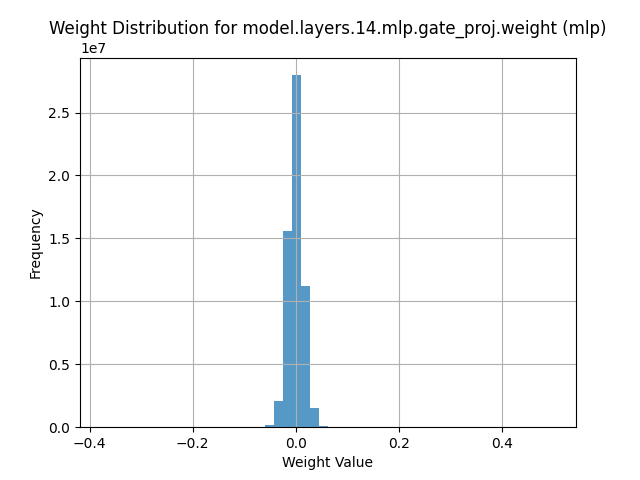 Weight Distribution for model.layers.14.mlp.gate_proj.weight (mlp)
1e7
2.5
2.0
1.5
1.0
0.5
0.0
Frequency
−0.4 −0.2 0.0 0.2 0.4
Weight Value